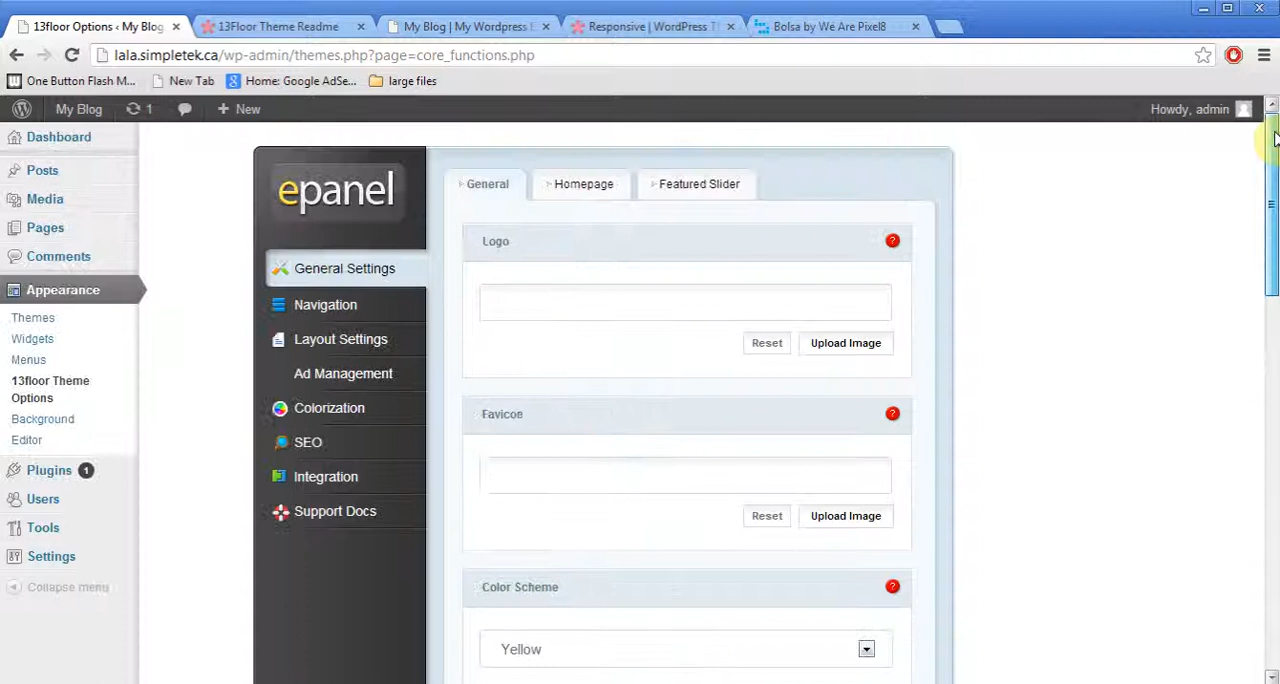 13floor Options ‹ My Blog
13Floor Theme Readme
My Blog | My Wordpress E
Responsive | WordPress T
Bolsa by We Are Pixel8
lala.simpletek.ca/wp-admin/themes.php?page=core_functions.php
One Button Flash M...
New Tab
Home: Google AdSe...
large files
My Blog
1
+ New
Howdy, admin
Dashboard
Posts
Media
Pages
Comments
Appearance
Themes
Widgets
Menus
13floor Theme
Options
Background
Editor
Plugins 1
Users
Tools
Settings
Collapse menu
epanel
General Settings
Navigation
Layout Settings
Ad Management
Colorization
SEO
Integration
Support Docs
General
Homepage
Featured Slider
Logo
?
Reset
Upload Image
Favicoe
?
Reset
Upload Image
Color Scheme
?
Yellow